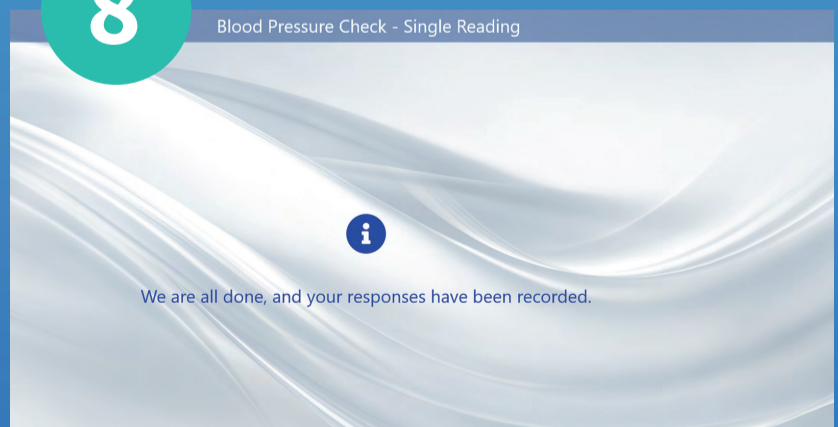 8
Blood Pressure Check - Single Reading
i
We are all done, and your responses have been recorded.